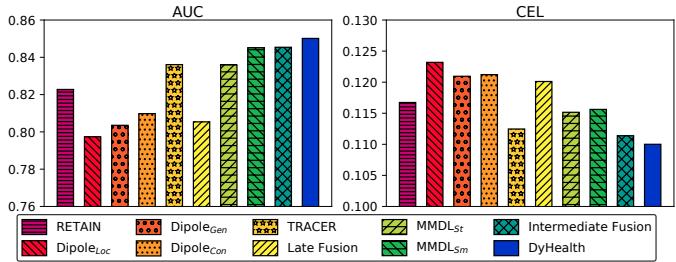 AUC CEL
0.86 0.130
0.84 0.125
0.82 0.120
0.80 0.115
0.78 0.110
0.105
0.76 0.100
RETAIN Dipole_Gen TRACER MMDL_St Intermediate Fusion
Dipole_Loc Dipole_Con Late Fusion MMDL_Sm DyHealth